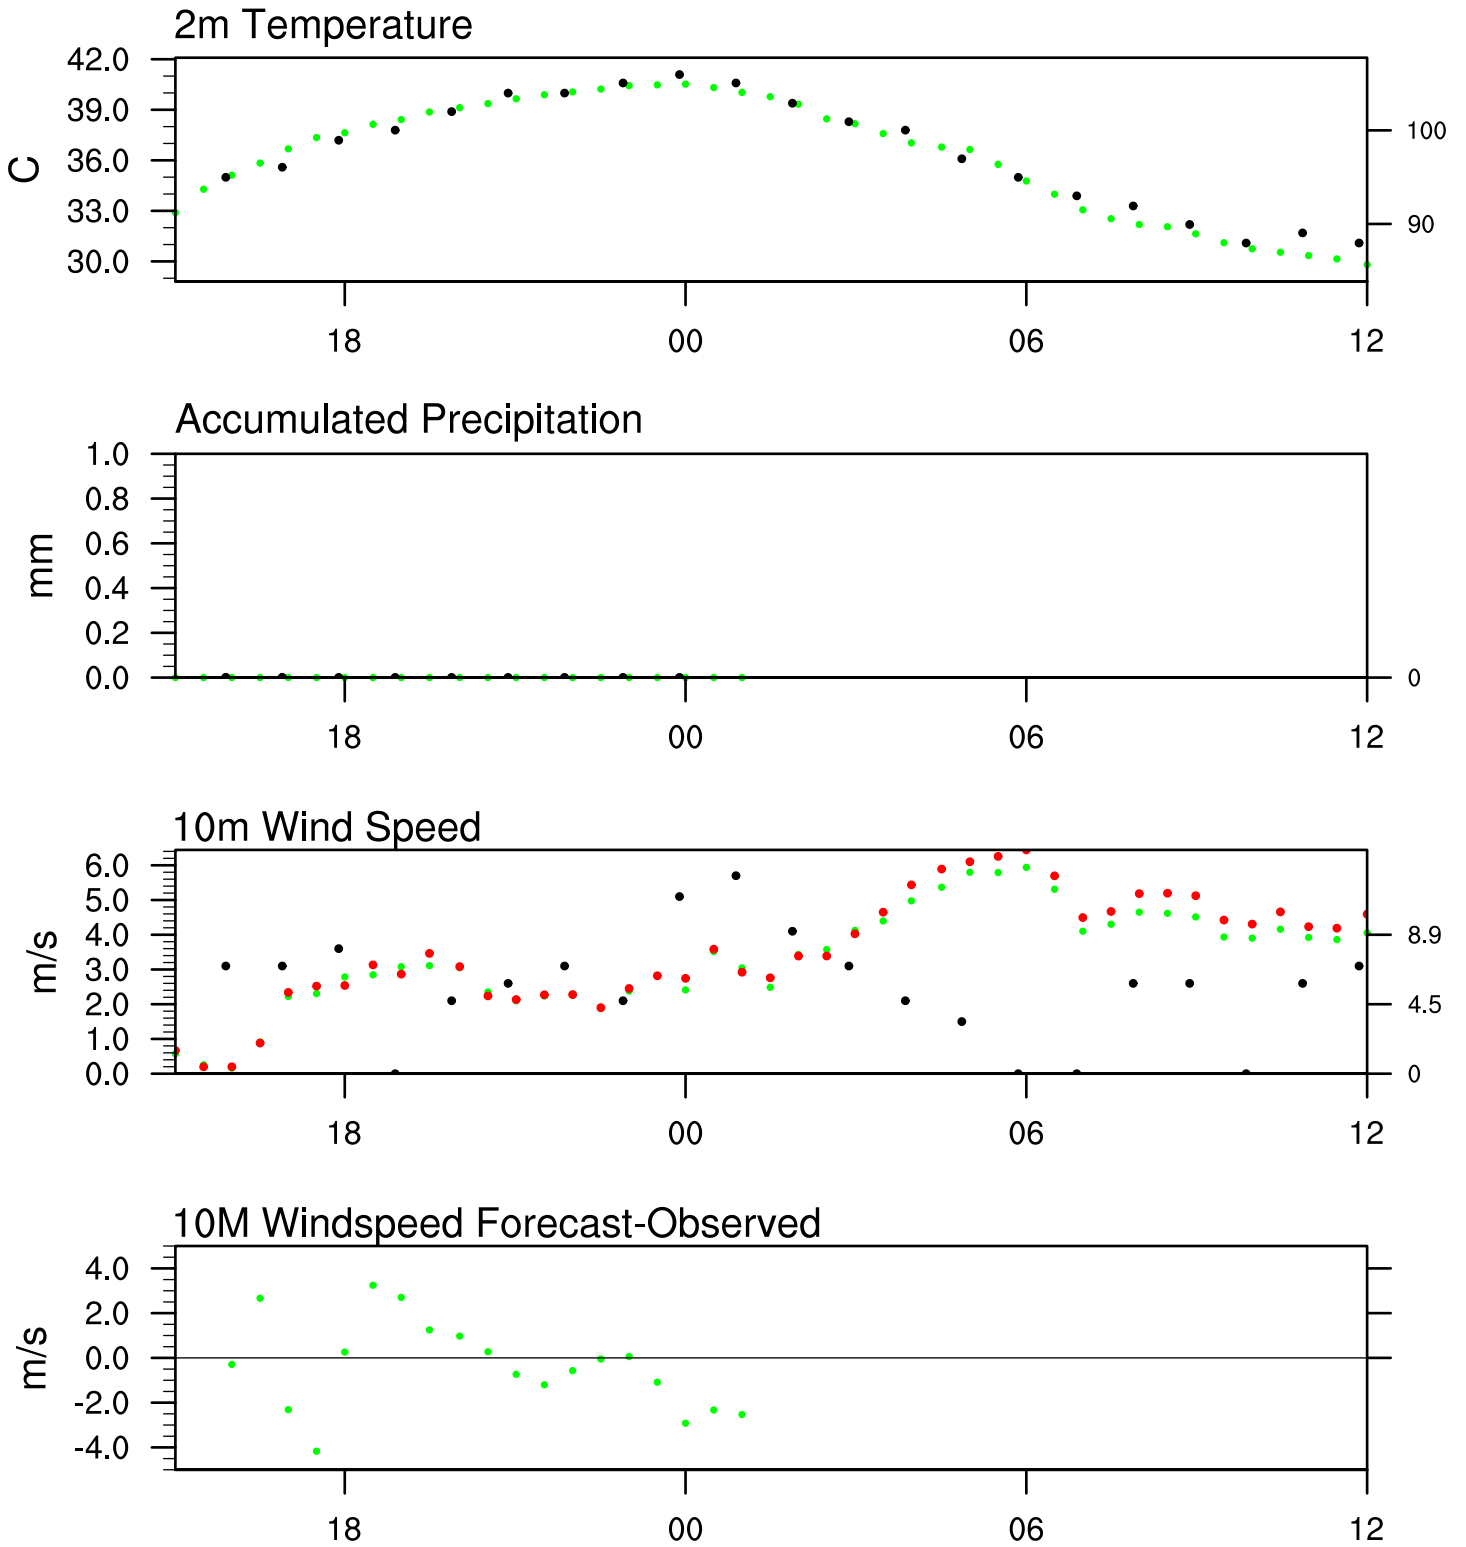 2m Temperature
42.0
39.0
36.0
33.0
30.0
C
100
90
18 00 06 12
Accumulated Precipitation
1.0
0.8
0.6
0.4
0.2
0.0
mm
0
18 00 06 12
10m Wind Speed
6.0
5.0
4.0
3.0
2.0
1.0
0.0
m/s
8.9
4.5
0
18 00 06 12
10M Windspeed Forecast-Observed
4.0
2.0
0.0
-2.0
-4.0
m/s
18 00 06 12